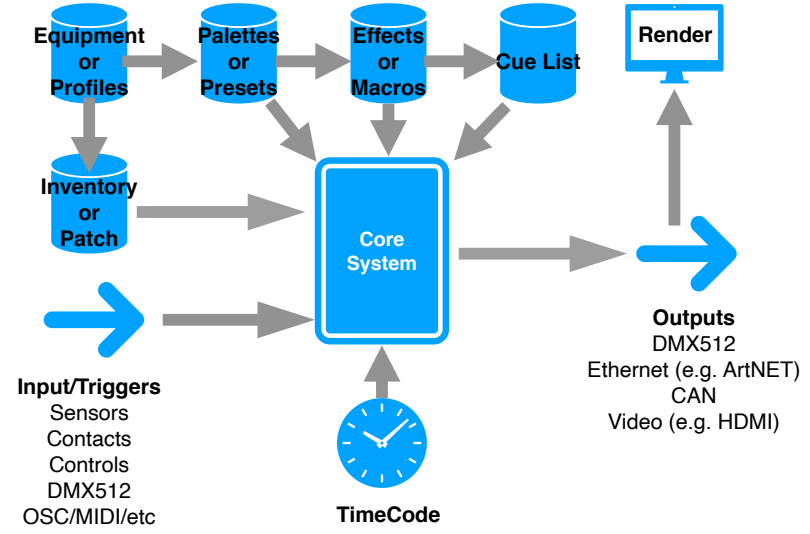 Equipment
or
Profiles
Palettes
or
Presets
Effects
or
Macros
Cue List
Render
Inventory
or
Patch
Core
System
Input/Triggers
Sensors
Contacts
Controls
DMX512
OSC/MIDI/etc
TimeCode
Outputs
DMX512
Ethernet (e.g. ArtNET)
CAN
Video (e.g. HDMI)